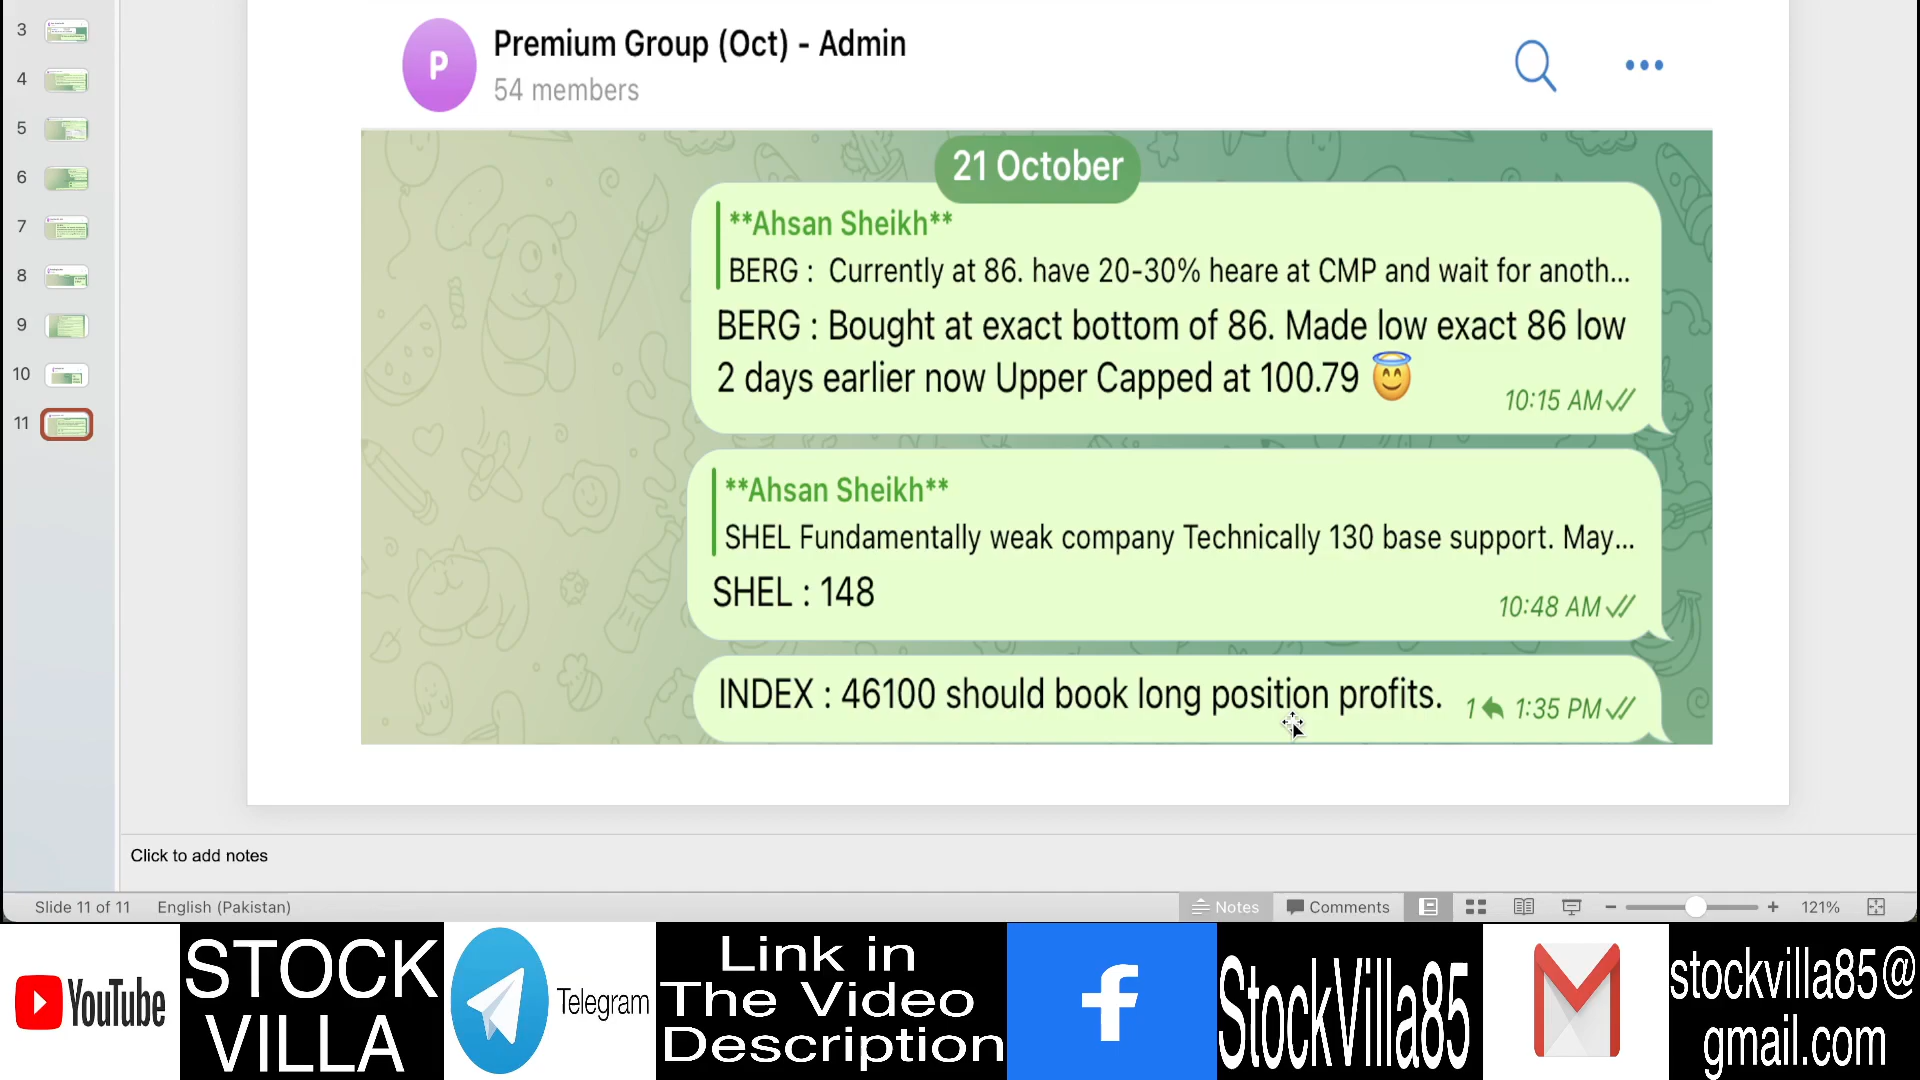 3
4
5
6
7
8
9
10
11
P
Premium Group (Oct) - Admin
54 members
21 October
**Ahsan Sheikh**
BERG :  Currently at 86. have 20-30% heare at CMP and wait for anoth...
BERG : Bought at exact bottom of 86. Made low exact 86 low
2 days earlier now Upper Capped at 100.79 😇
10:15 AM
**Ahsan Sheikh**
SHEL Fundamentally weak company Technically 130 base support. May...
SHEL : 148
10:48 AM
INDEX : 46100 should book long position profits.
1 1:35 PM
Click to add notes
Slide 11 of 11 English (Pakistan) Notes Comments 121%
YouTube
STOCK
VILLA
Telegram
Link in
The Video
Description
f
StockVilla85
stockvilla85@
gmail.com